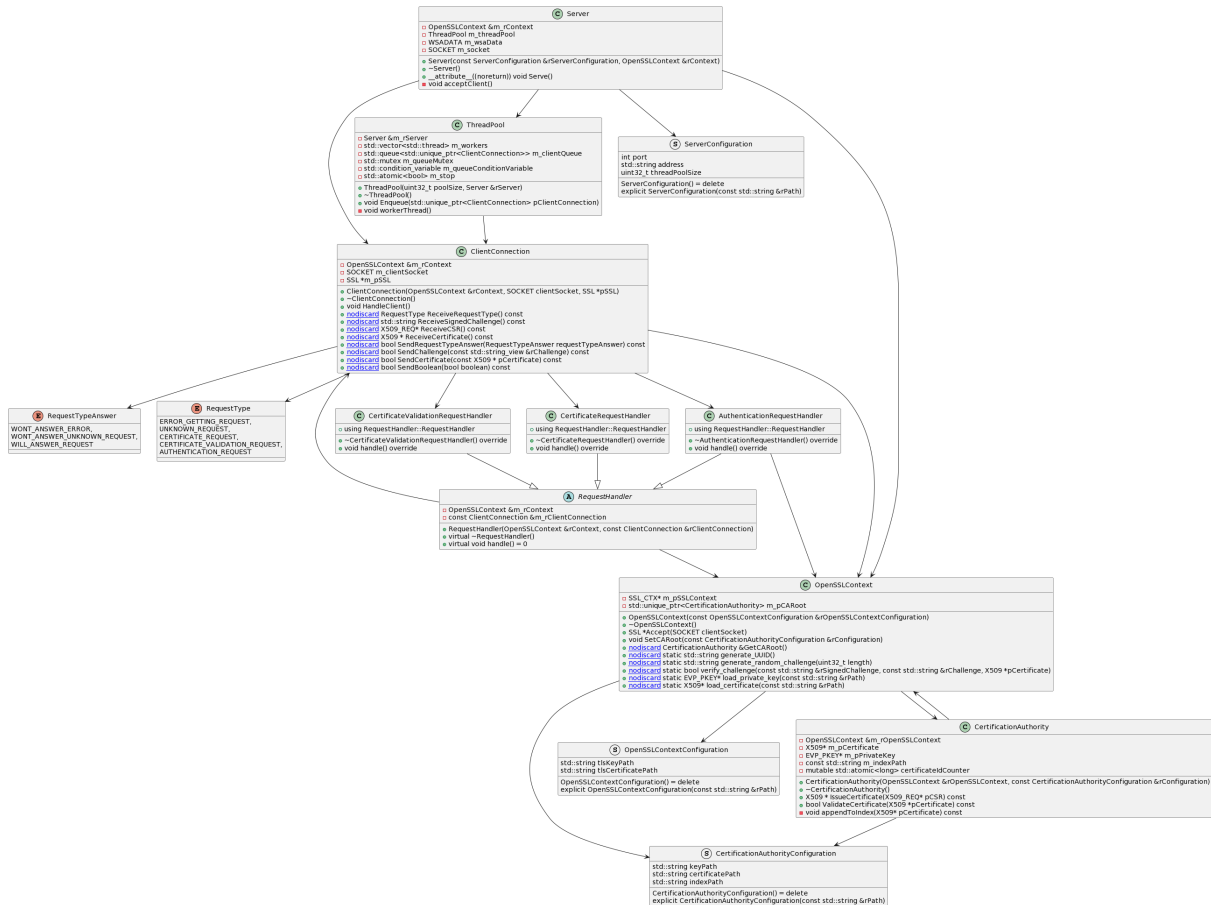 C Server
OpenSSLContext &m_rContext
ThreadPool m_threadPool
WSADATA m_wsaData
SOCKET m_socket
Server(const ServerConfiguration &rServerConfiguration, OpenSSLContext &rContext)
~Server()
__attribute__((noreturn)) void Serve()
void acceptClient()
C ThreadPool
Server &m_rServer
std::vector<std::thread> m_workers
std::queue<std::unique_ptr<ClientConnection>> m_clientQueue
std::mutex m_queueMutex
std::condition_variable m_queueConditionVariable
std::atomic<bool> m_stop
ThreadPool(uint32_t poolSize, Server &rServer)
~ThreadPool()
void Enqueue(std::unique_ptr<ClientConnection> pClientConnection)
void workerThread()
S ServerConfiguration
int port
std::string address
uint32_t threadPoolSize
ServerConfiguration() = delete
explicit ServerConfiguration(const std::string &rPath)
C ClientConnection
OpenSSLContext &m_rContext
SOCKET m_clientSocket
SSL *m_pSSL
ClientConnection(OpenSSLContext &rContext, SOCKET clientSocket, SSL *pSSL)
~ClientConnection()
void HandleClient()
nodiscard RequestType ReceiveRequestType() const
nodiscard std::string ReceiveSignedChallenge() const
nodiscard X509_REQ* ReceiveCSR() const
nodiscard X509 * ReceiveCertificate() const
nodiscard bool SendRequestTypeAnswer(RequestTypeAnswer requestTypeAnswer) const
nodiscard bool SendChallenge(const std::string_view &rChallenge) const
nodiscard bool SendCertificate(const X509 * pCertificate) const
nodiscard bool SendBoolean(bool boolean) const
E RequestTypeAnswer
WONT_ANSWER_ERROR,
WONT_ANSWER_UNKNOWN_REQUEST,
WILL_ANSWER_REQUEST
E RequestType
ERROR_GETTING_REQUEST,
UNKNOWN_REQUEST,
CERTIFICATE_REQUEST,
CERTIFICATE_VALIDATION_REQUEST,
AUTHENTICATION_REQUEST
C CertificateValidationRequestHandler
using RequestHandler::RequestHandler
~CertificateValidationRequestHandler() override
void handle() override
C CertificateRequestHandler
using RequestHandler::RequestHandler
~CertificateRequestHandler() override
void handle() override
C AuthenticationRequestHandler
using RequestHandler::RequestHandler
~AuthenticationRequestHandler() override
void handle() override
A RequestHandler
OpenSSLContext &m_rContext
const ClientConnection &m_rClientConnection
RequestHandler(OpenSSLContext &rContext, const ClientConnection &rClientConnection)
virtual ~RequestHandler()
virtual void handle() = 0
C OpenSSLContext
SSL_CTX* m_pSSLContext
std::unique_ptr<CertificationAuthority> m_pCARoot
OpenSSLContext(const OpenSSLContextConfiguration &rOpenSSLContextConfiguration)
~OpenSSLContext()
SSL *Accept(SOCKET clientSocket)
void SetCARoot(const CertificationAuthorityConfiguration &rConfiguration)
nodiscard CertificationAuthority &GetCARoot()
nodiscard static std::string generate_UUID()
nodiscard static std::string generate_random_challenge(uint32_t length)
nodiscard static bool verify_challenge(const std::string &rSignedChallenge, const std::string &rChallenge, X509 *pCertificate)
nodiscard static EVP_PKEY* load_private_key(const std::string &rPath)
nodiscard static X509* load_certificate(const std::string &rPath)
S OpenSSLContextConfiguration
std::string tlsKeyPath
std::string tlsCertificatePath
OpenSSLContextConfiguration() = delete
explicit OpenSSLContextConfiguration(const std::string &rPath)
C CertificationAuthority
OpenSSLContext &m_rOpenSSLContext
X509* m_pCertificate
EVP_PKEY* m_pPrivateKey
const std::string m_indexPath
mutable std::atomic<long> certificateIdCounter
CertificationAuthority(OpenSSLContext &rOpenSSLContext, const CertificationAuthorityConfiguration &rConfiguration)
~CertificationAuthority()
X509 * IssueCertificate(X509_REQ* pCSR) const
bool ValidateCertificate(X509 *pCertificate) const
void appendToIndex(X509* pCertificate) const
S CertificationAuthorityConfiguration
std::string keyPath
std::string certificatePath
std::string indexPath
CertificationAuthorityConfiguration() = delete
explicit CertificationAuthorityConfiguration(const std::string &rPath)